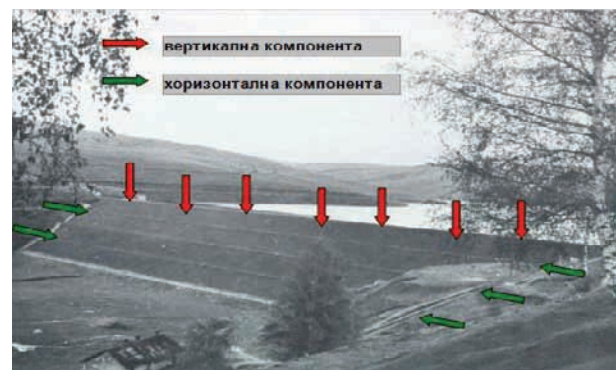 вертикална компонента
хоризонтална компонента